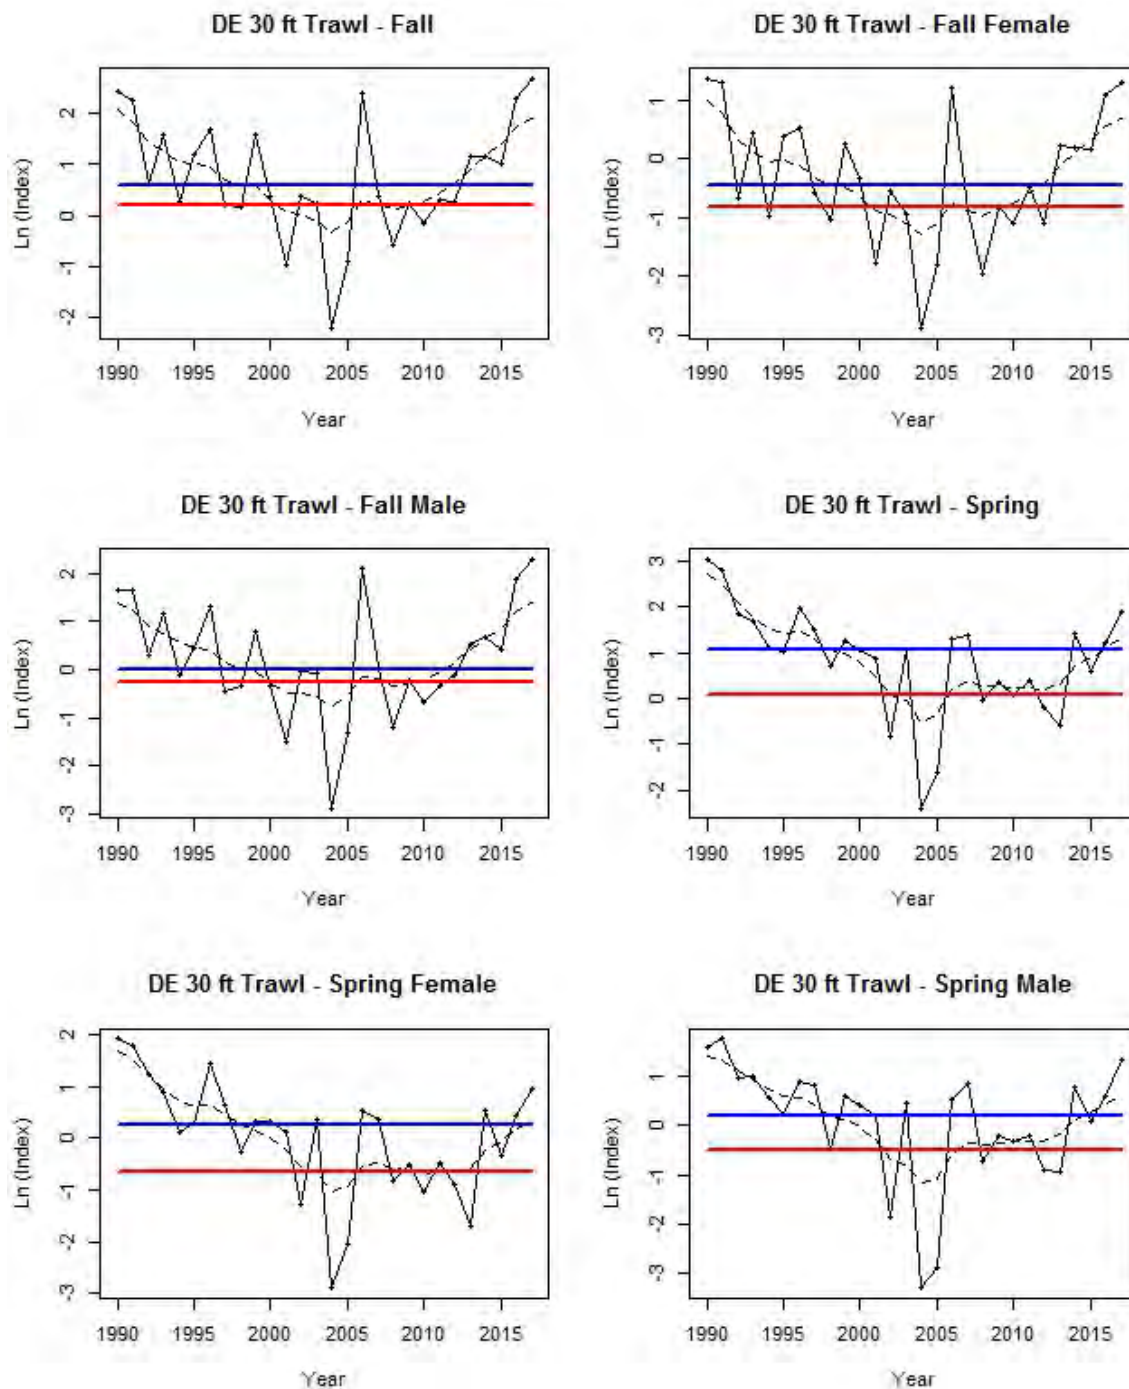 DE 30 ft Trawl - Fall
Ln (Index)
2
1
0
-1
-2
1990 1995 2000 2005 2010 2015
Year
DE 30 ft Trawl - Fall Female
Ln (Index)
1
0
-1
-2
-3
1990 1995 2000 2005 2010 2015
Year
DE 30 ft Trawl - Fall Male
Ln (Index)
2
1
0
-1
-2
-3
1990 1995 2000 2005 2010 2015
Year
DE 30 ft Trawl - Spring
Ln (Index)
3
2
1
0
-1
-2
1990 1995 2000 2005 2010 2015
Year
DE 30 ft Trawl - Spring Female
Ln (Index)
2
1
0
-1
-2
-3
1990 1995 2000 2005 2010 2015
Year
DE 30 ft Trawl - Spring Male
Ln (Index)
1
0
-1
-2
-3
1990 1995 2000 2005 2010 2015
Year